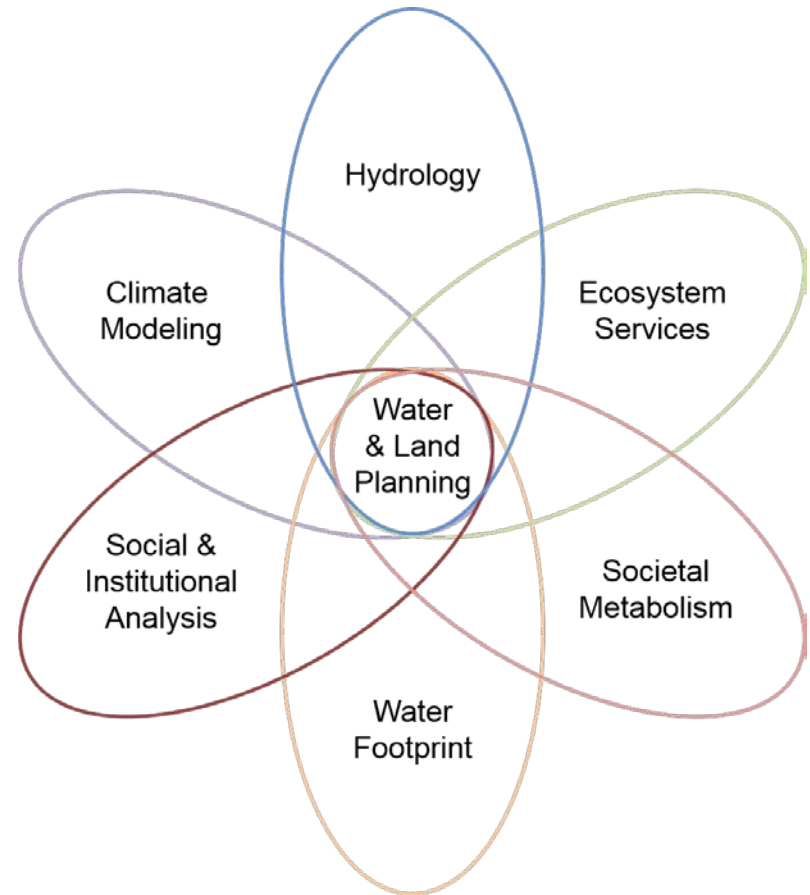 Hydrology
Climate
Modeling
Ecosystem
Services
Water
& Land
Planning
Social &
Institutional
Analysis
Societal
Metabolism
Water
Footprint